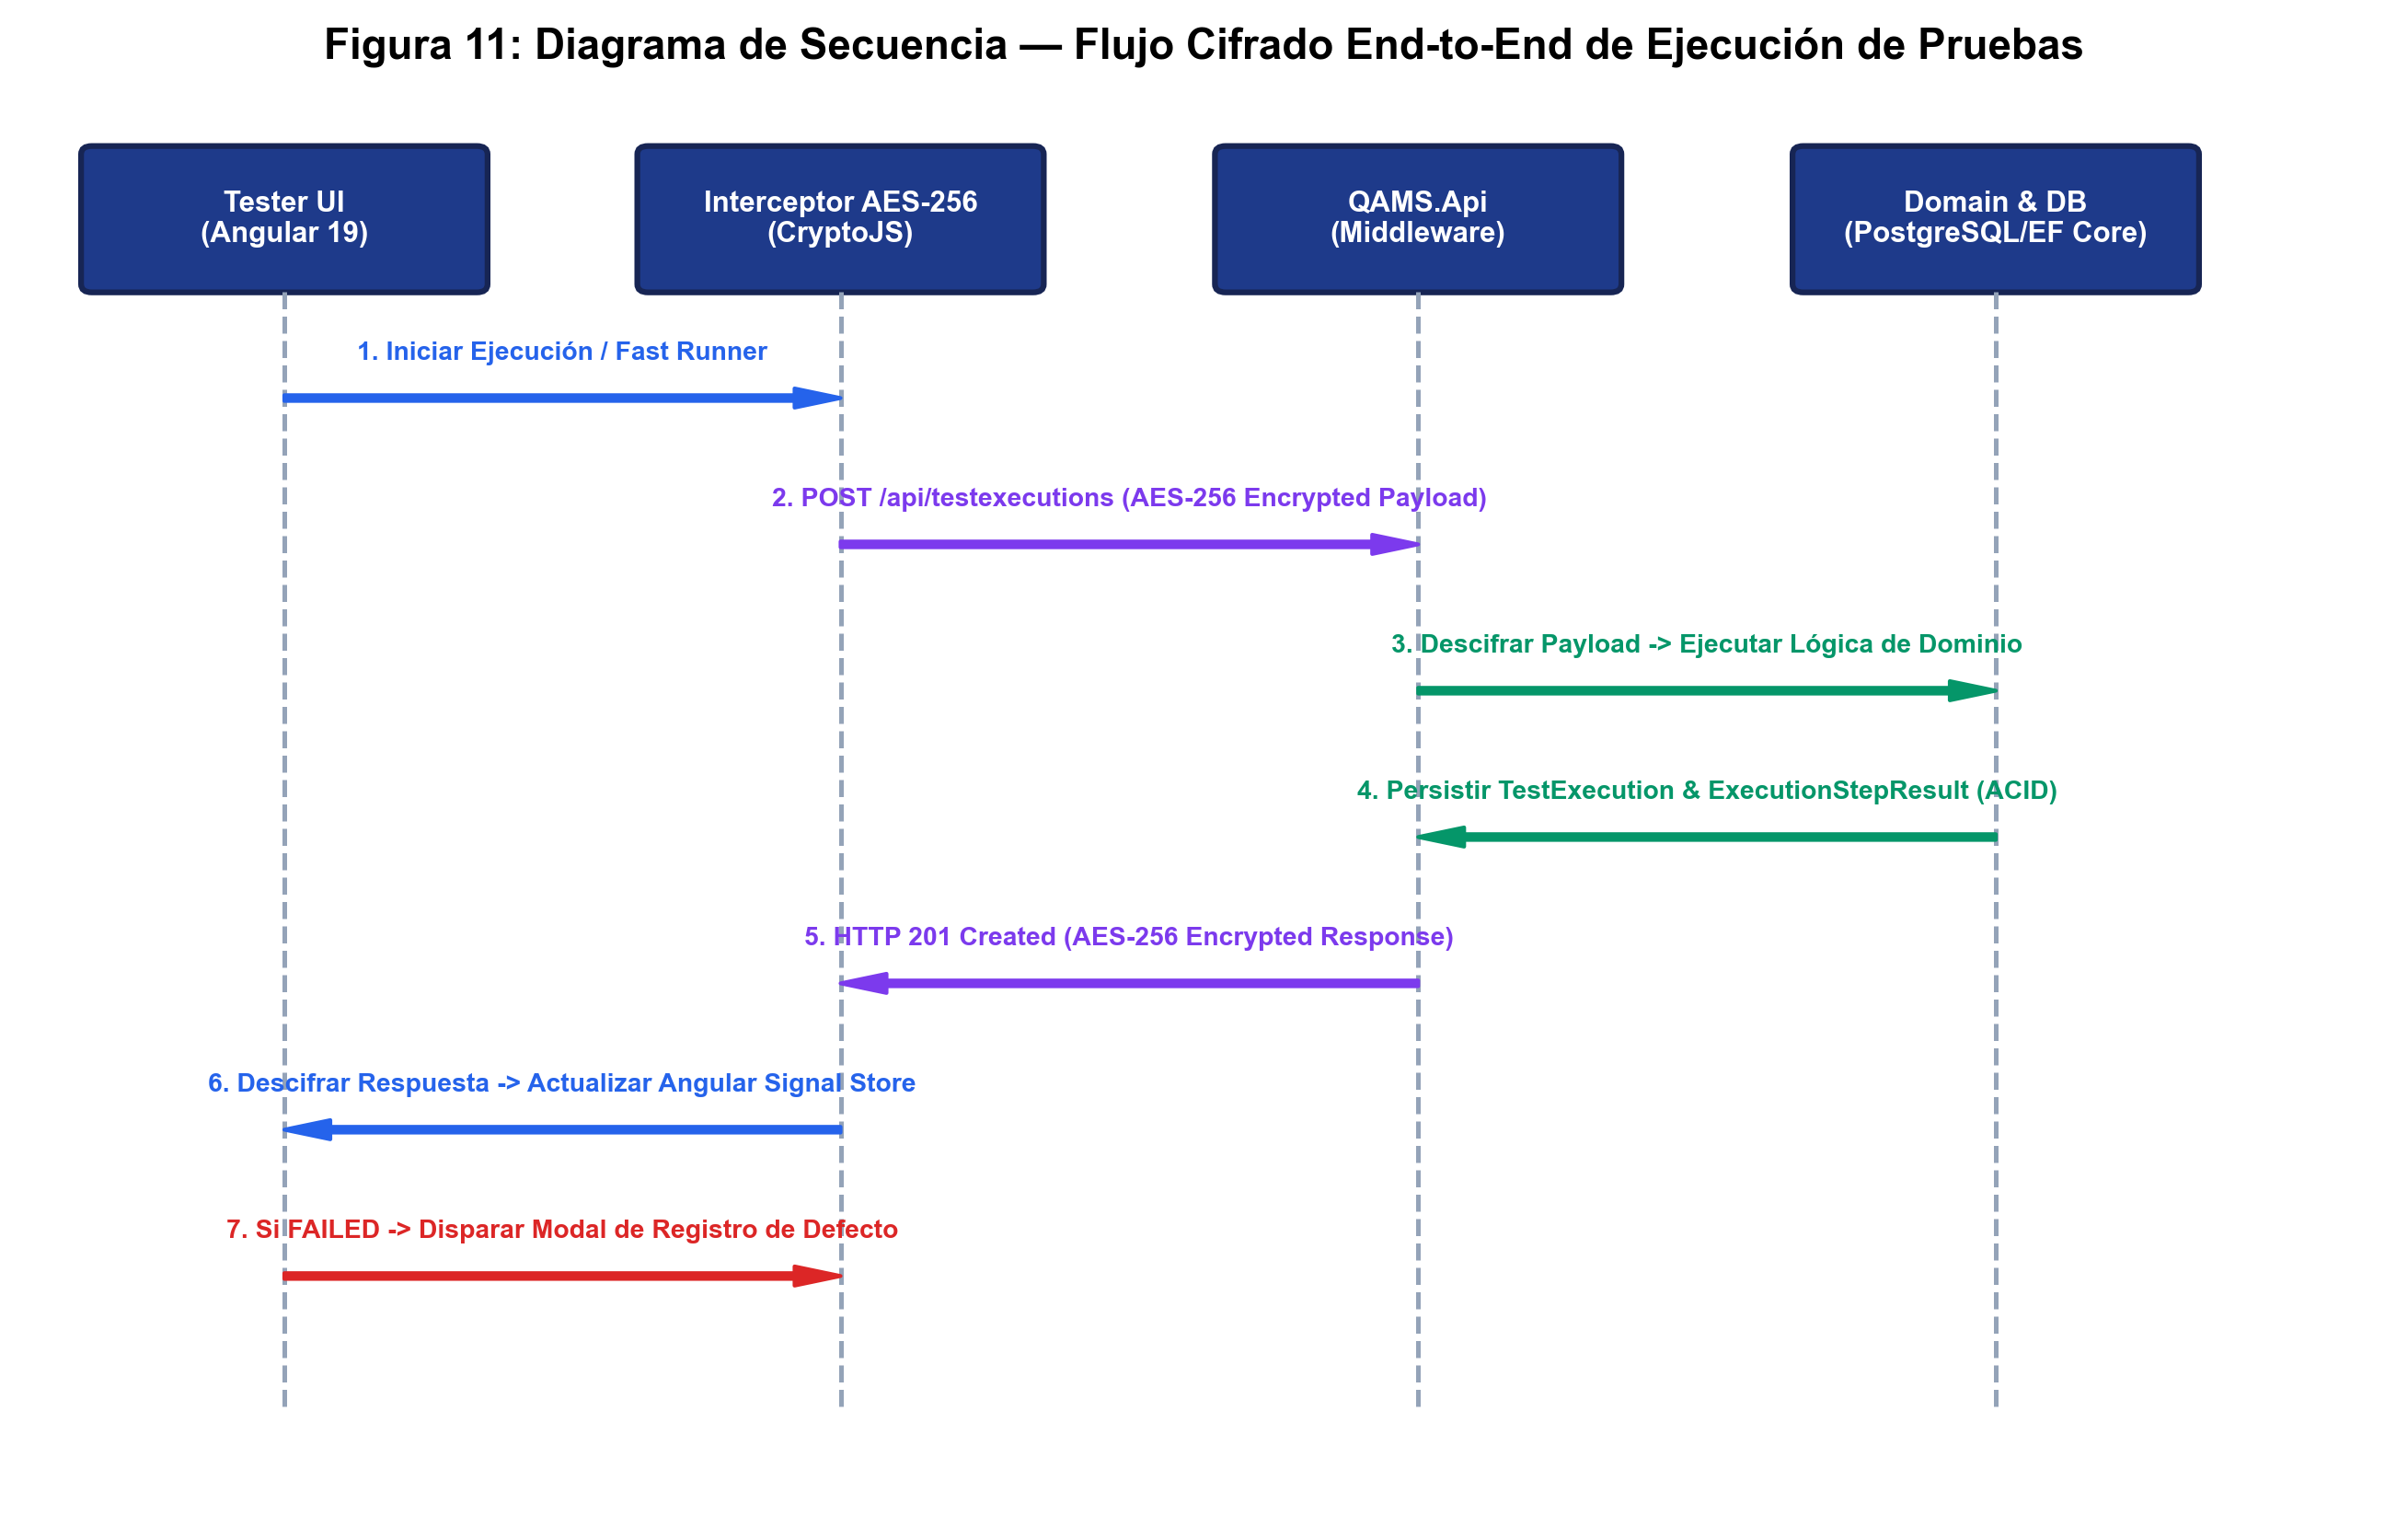 Figura 11: Diagrama de Secuencia — Flujo Cifrado End-to-End de Ejecución de Pruebas
Tester UI
(Angular 19)
Interceptor AES-256
(CryptoJS)
QAMS.Api
(Middleware)
Domain & DB
(PostgreSQL/EF Core)
1. Iniciar Ejecución / Fast Runner
2. POST /api/testexecutions (AES-256 Encrypted Payload)
3. Descifrar Payload -> Ejecutar Lógica de Dominio
4. Persistir TestExecution & ExecutionStepResult (ACID)
5. HTTP 201 Created (AES-256 Encrypted Response)
6. Descifrar Respuesta -> Actualizar Angular Signal Store
7. Si FAILED -> Disparar Modal de Registro de Defecto